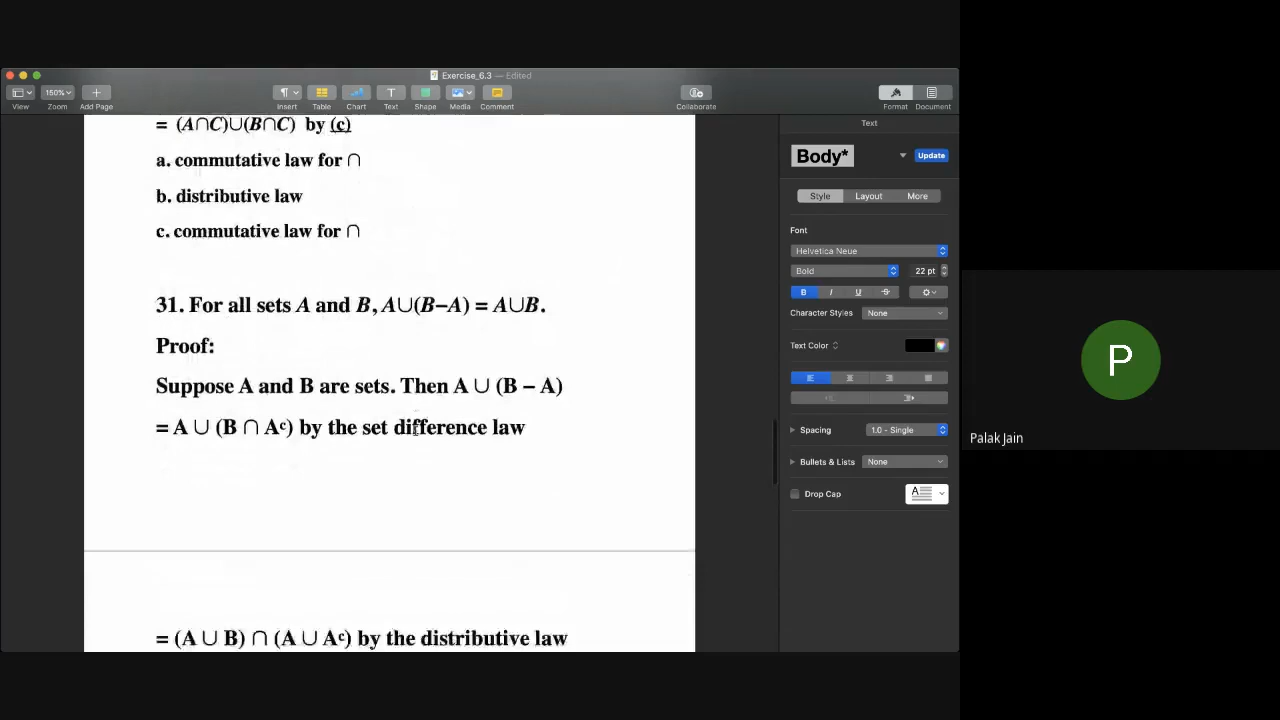 Exercise_6.3 — Edited
View
150%
Zoom
Add Page
Insert
Table
Chart
Text
Shape
Media
Comment
Collaborate
Format
Document
= (A∩C)∪(B∩C) by (c)
a. commutative law for ∩
b. distributive law
c. commutative law for ∩
31. For all sets A and B, A∪(B−A) = A∪B.
Proof:
Suppose A and B are sets. Then A ∪ (B − A)
= A ∪ (B ∩ Aᶜ) by the set difference law
= (A ∪ B) ∩ (A ∪ Aᶜ) by the distributive law
Text
Body*
Update
Style
Layout
More
Font
Helvetica Neue
Bold
22 pt
B I U S
Character Styles
None
Text Color
Spacing
1.0 - Single
Bullets & Lists
None
Drop Cap
A
P
Palak Jain